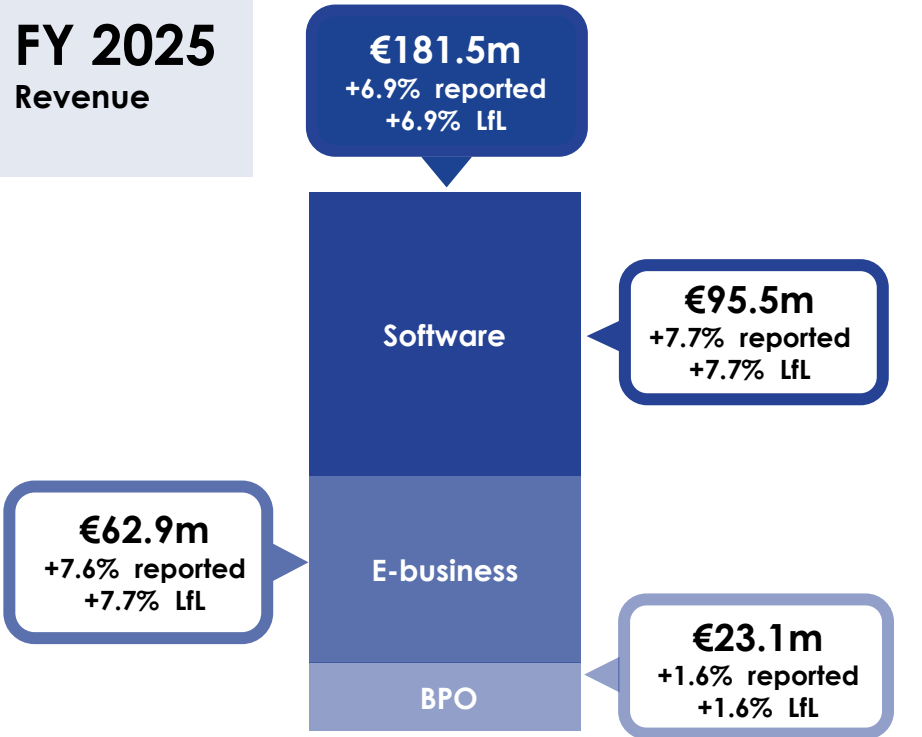 FY 2025
Revenue
€181.5m
+6.9% reported
+6.9% LfL
Software
€95.5m
+7.7% reported
+7.7% LfL
€62.9m
+7.6% reported
+7.7% LfL
E-business
€23.1m
+1.6% reported
+1.6% LfL
BPO